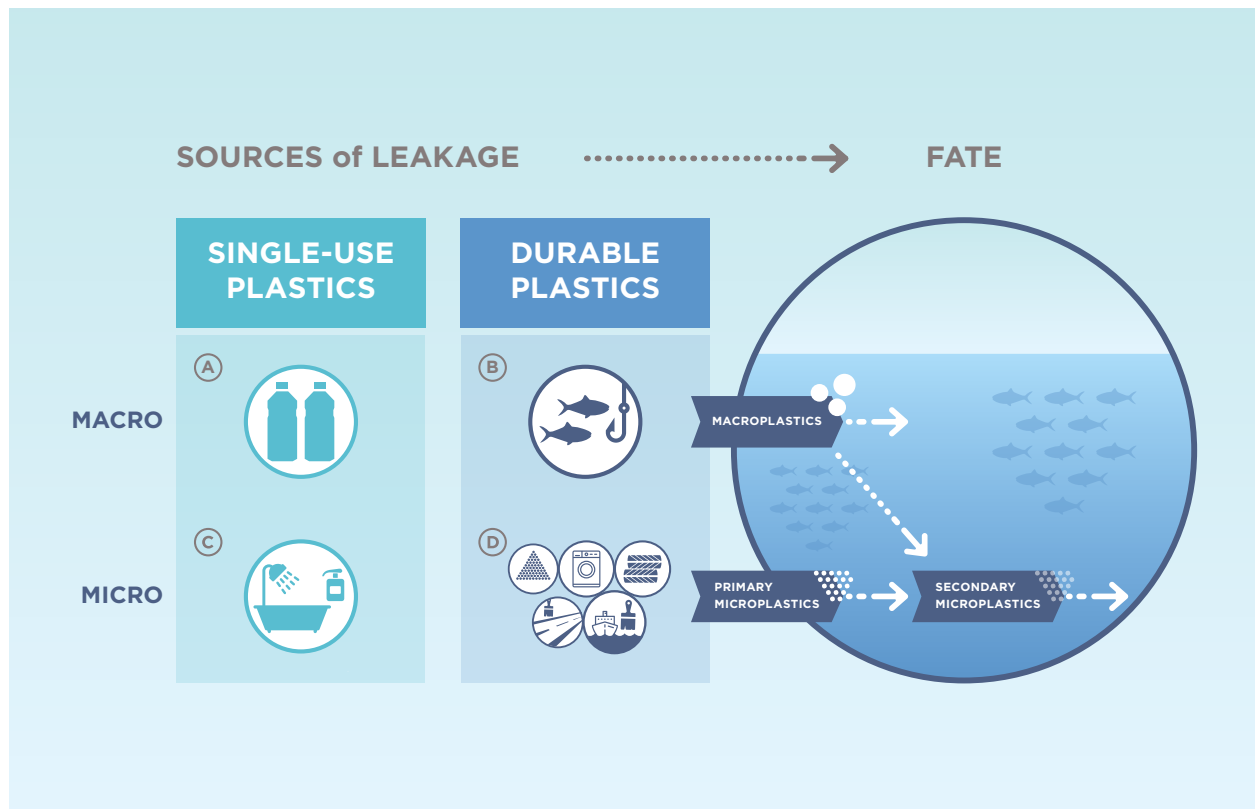 SOURCES of LEAKAGE
FATE
SINGLE-USE
PLASTICS
DURABLE
PLASTICS
A
B
MACRO
MACROPLASTICS
C
D
MICRO
PRIMARY
MICROPLASTICS
SECONDARY
MICROPLASTICS